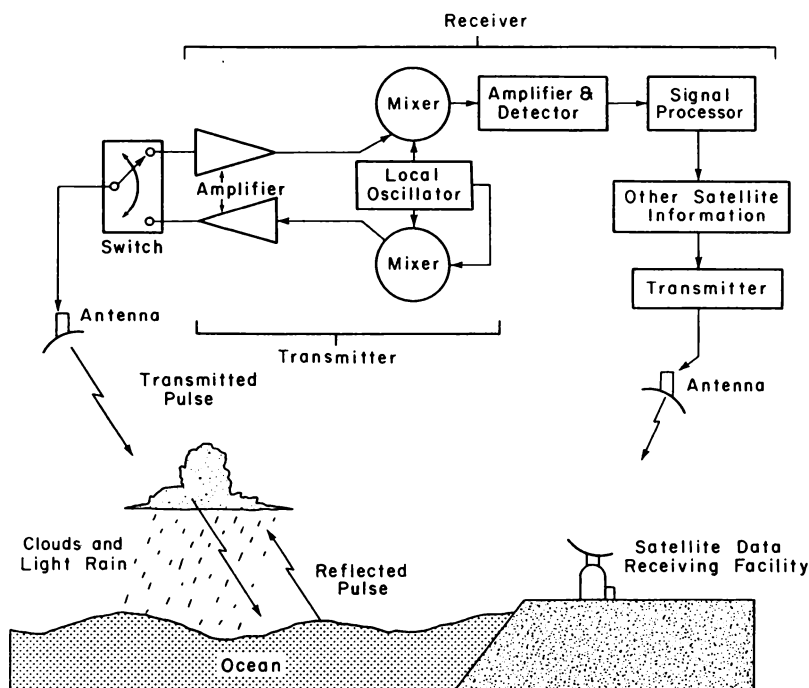 Receiver
Mixer
Amplifier &
Detector
Signal
Processor
Amplifier
Local
Oscillator
Other Satellite
Information
Switch
Mixer
Transmitter
Antenna
Transmitter
Transmitted
Pulse
Antenna
Clouds and
Light Rain
Reflected
Pulse
Satellite Data
Receiving Facility
Ocean